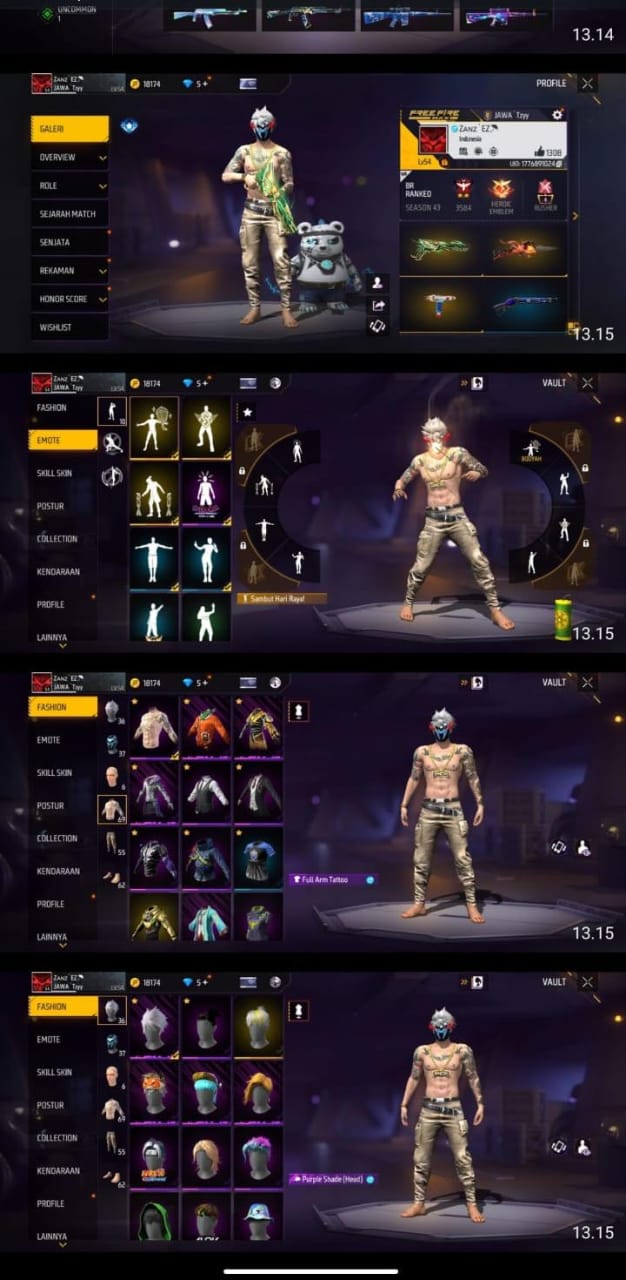 UNCOMMON
1
13.14
ZANZ EZ
JAWA Tzyy
18174
5+
PROFILE
GALERI
OVERVIEW
ROLE
SEJARAH MATCH
SENJATA
REKAMAN
HONOR SCORE
WISHLIST
FREE FIRE
MAX
JAWA Tzyy
ZANZ EZ
Indonesia
Lv54
1308
UID: 1776891024
BR
RANKED
SEASON 43
3584
HEROIC
EMBLEM
RUSHER
13.15
ZANZ EZ
JAWA Tzyy
18174
5+
VAULT
FASHION
EMOTE
SKILL SKIN
POSTUR
COLLECTION
KENDARAAN
PROFILE
LAINNYA
10
BOOYAH
Sambut Hari Raya!
13.15
ZANZ EZ
JAWA Tzyy
18174
5+
VAULT
FASHION
EMOTE
SKILL SKIN
POSTUR
COLLECTION
KENDARAAN
PROFILE
LAINNYA
36
37
6
69
55
62
Full Arm Tattoo
13.15
ZANZ EZ
JAWA Tzyy
18174
5+
VAULT
FASHION
EMOTE
SKILL SKIN
POSTUR
COLLECTION
KENDARAAN
PROFILE
LAINNYA
36
37
6
69
55
62
NARUTO
Purple Shade (Head)
13.15